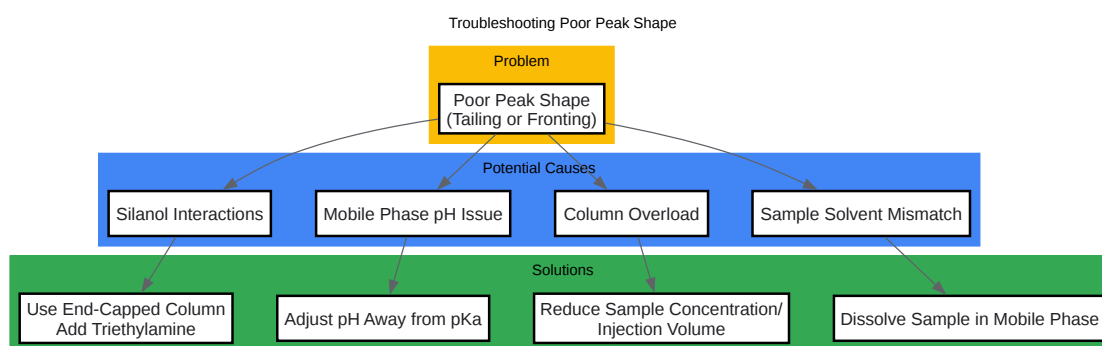 Troubleshooting Poor Peak Shape
Problem
Poor Peak Shape
(Tailing or Fronting)
Potential Causes
Silanol Interactions
Mobile Phase pH Issue
Column Overload
Sample Solvent Mismatch
Solutions
Use End-Capped Column
Add Triethylamine
Adjust pH Away from pKa
Reduce Sample Concentration/
Injection Volume
Dissolve Sample in Mobile Phase